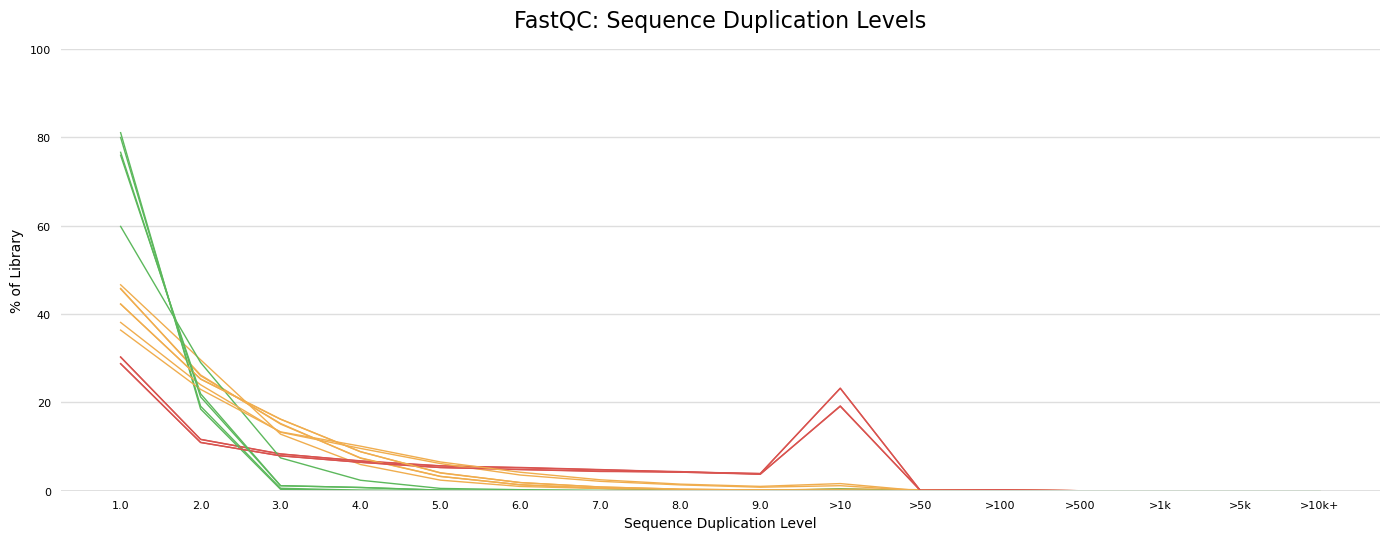 FastQC: Sequence Duplication Levels
100
80
60
40
20
0
% of Library
1.0 2.0 3.0 4.0 5.0 6.0 7.0 8.0 9.0 >10 >50 >100 >500 >1k >5k >10k+
Sequence Duplication Level